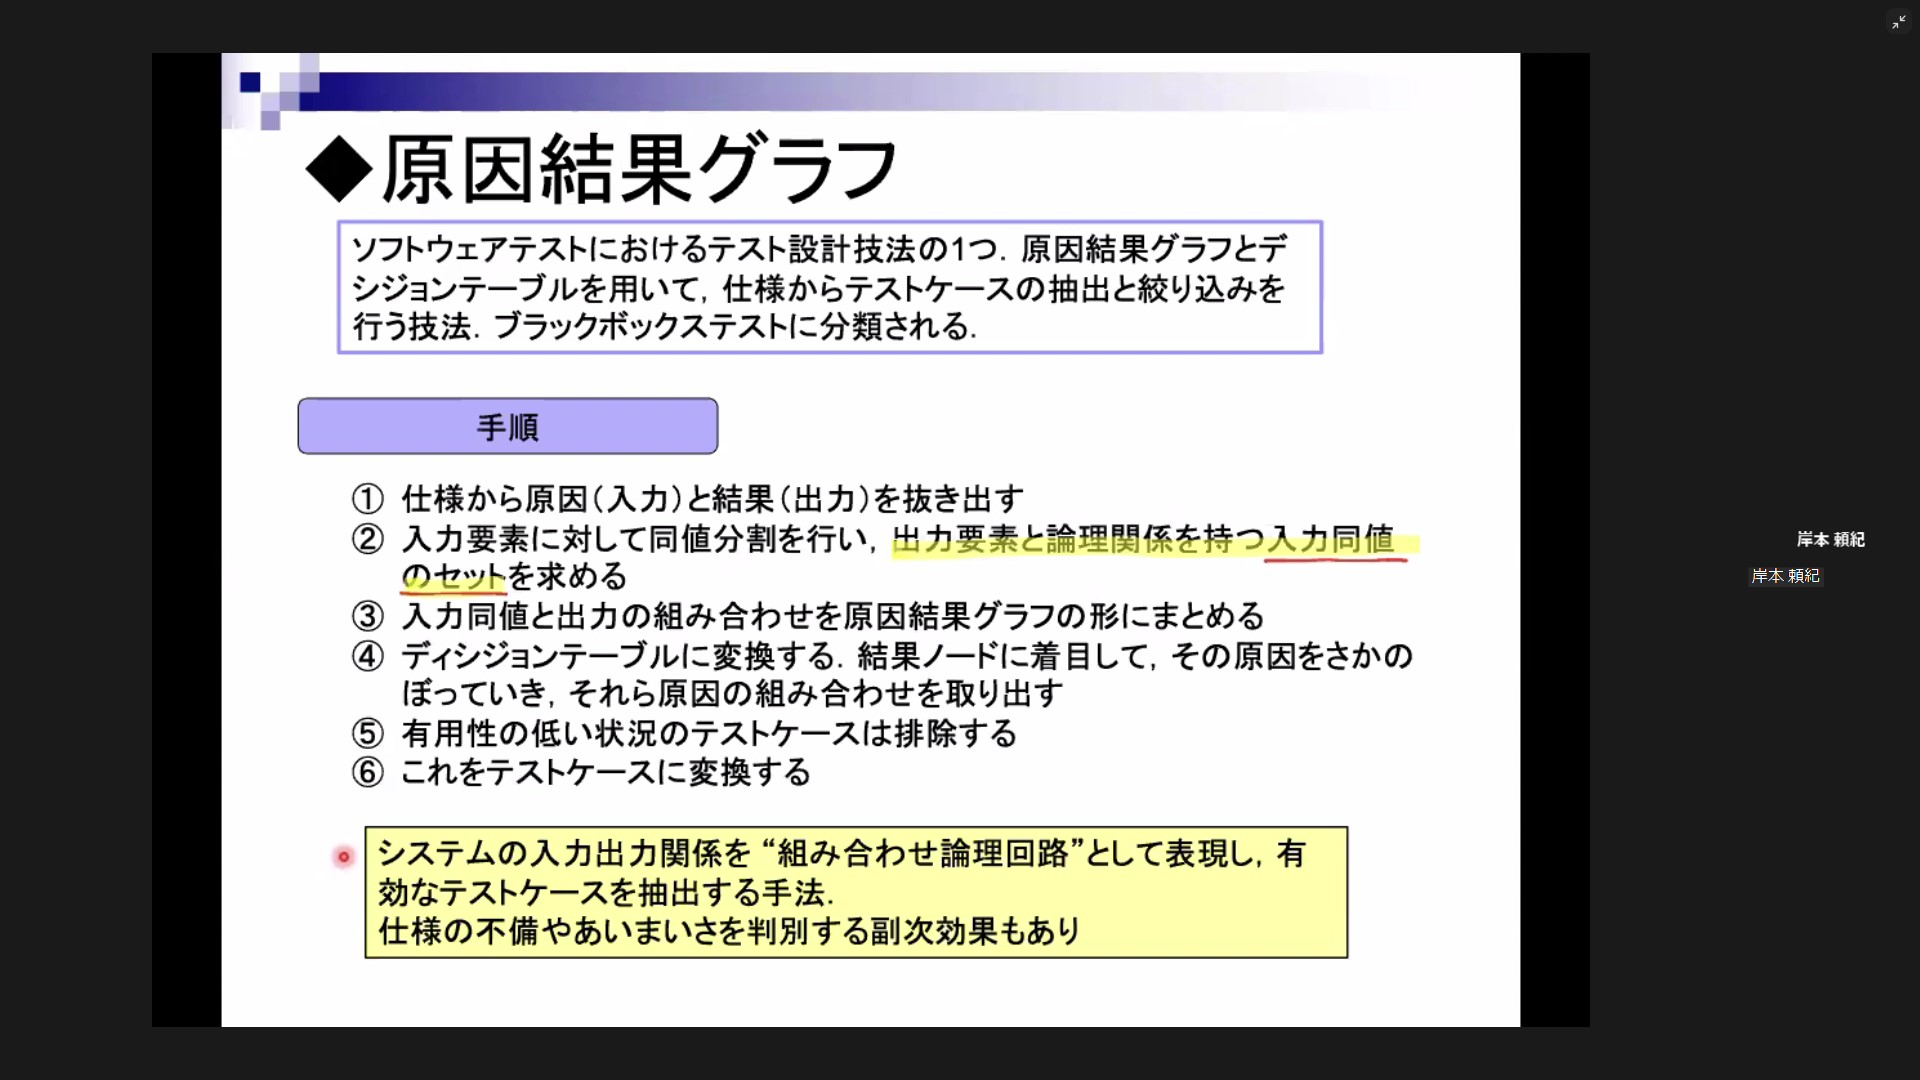 ◆原因結果グラフ
ソフトウェアテストにおけるテスト設計技法の1つ．原因結果グラフとデ
シジョンテーブルを用いて，仕様からテストケースの抽出と絞り込みを
行う技法．ブラックボックステストに分類される．
手順
① 仕様から原因（入力）と結果（出力）を抜き出す
② 入力要素に対して同値分割を行い，出力要素と論理関係を持つ入力同値
のセットを求める
③ 入力同値と出力の組み合わせを原因結果グラフの形にまとめる
④ ディシジョンテーブルに変換する．結果ノードに着目して，その原因をさかの
ぼっていき，それら原因の組み合わせを取り出す
⑤ 有用性の低い状況のテストケースは排除する
⑥ これをテストケースに変換する
システムの入力出力関係を “組み合わせ論理回路”として表現し，有
効なテストケースを抽出する手法．
仕様の不備やあいまいさを判別する副次効果もあり
岸本 頼紀
岸本 頼紀